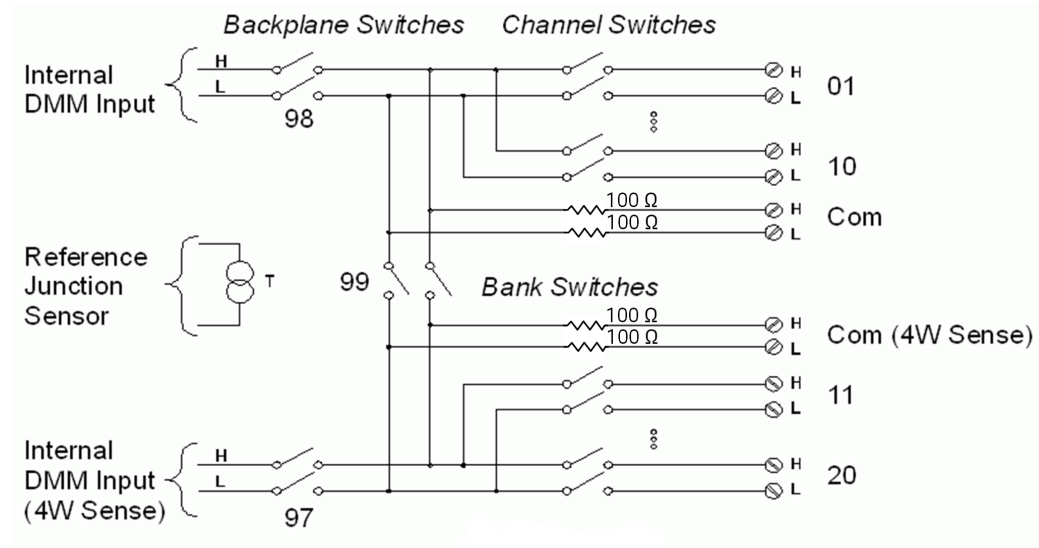 Backplane Switches Channel Switches
Internal
DMM Input
H
L
98
H
L
01
H
L
10
100 Ω
100 Ω
H
L
Com
Reference
Junction
Sensor
T
99
Bank Switches
100 Ω
100 Ω
H
L
Com (4W Sense)
H
L
11
Internal
DMM Input
(4W Sense)
H
L
97
H
L
20